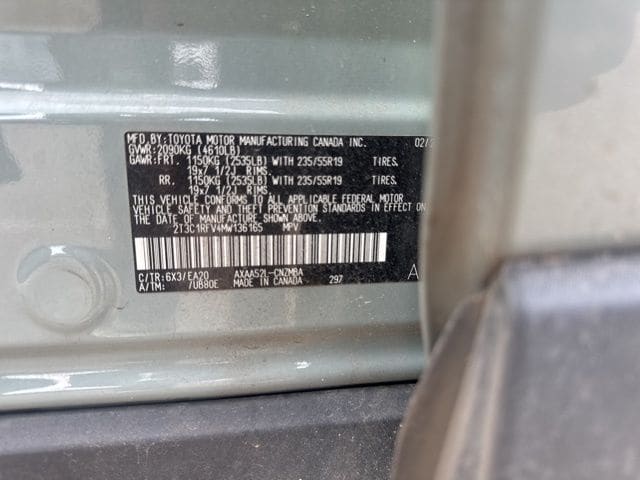 MFD.BY:TOYOTA MOTOR MANUFACTURING CANADA INC. 02/
GVWR:2090KG (4610LB)
GAWR:FRT. 1150KG (2535LB) WITH 235/55R19 TIRES.
19x7 1/2J RIMS
RR. 1150KG (2535LB) WITH 235/55R19 TIRES.
19x7 1/2J RIMS
THIS VEHICLE CONFORMS TO ALL APPLICABLE FEDERAL MOTOR
VEHICLE SAFETY AND THEFT PREVENTION STANDARDS IN EFFECT
THE DATE OF MANUFACTURE SHOWN ABOVE.
2T3C1RFV4MW136165 MPV
C/TR:6X3/EA20 AXAA52L-CNZMBA A
A/TM: 7UB80E MADE IN CANADA 297